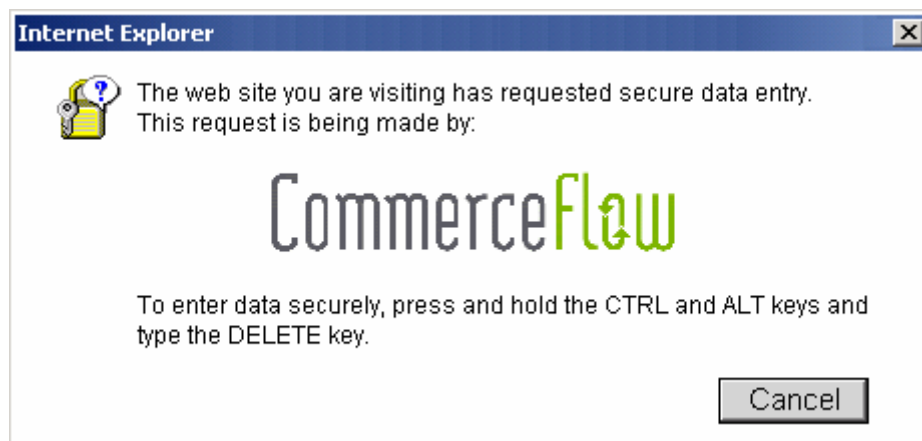 Internet Explorer
The web site you are visiting has requested secure data entry.
This request is being made by:
CommerceFlow
To enter data securely, press and hold the CTRL and ALT keys and
type the DELETE key.
Cancel